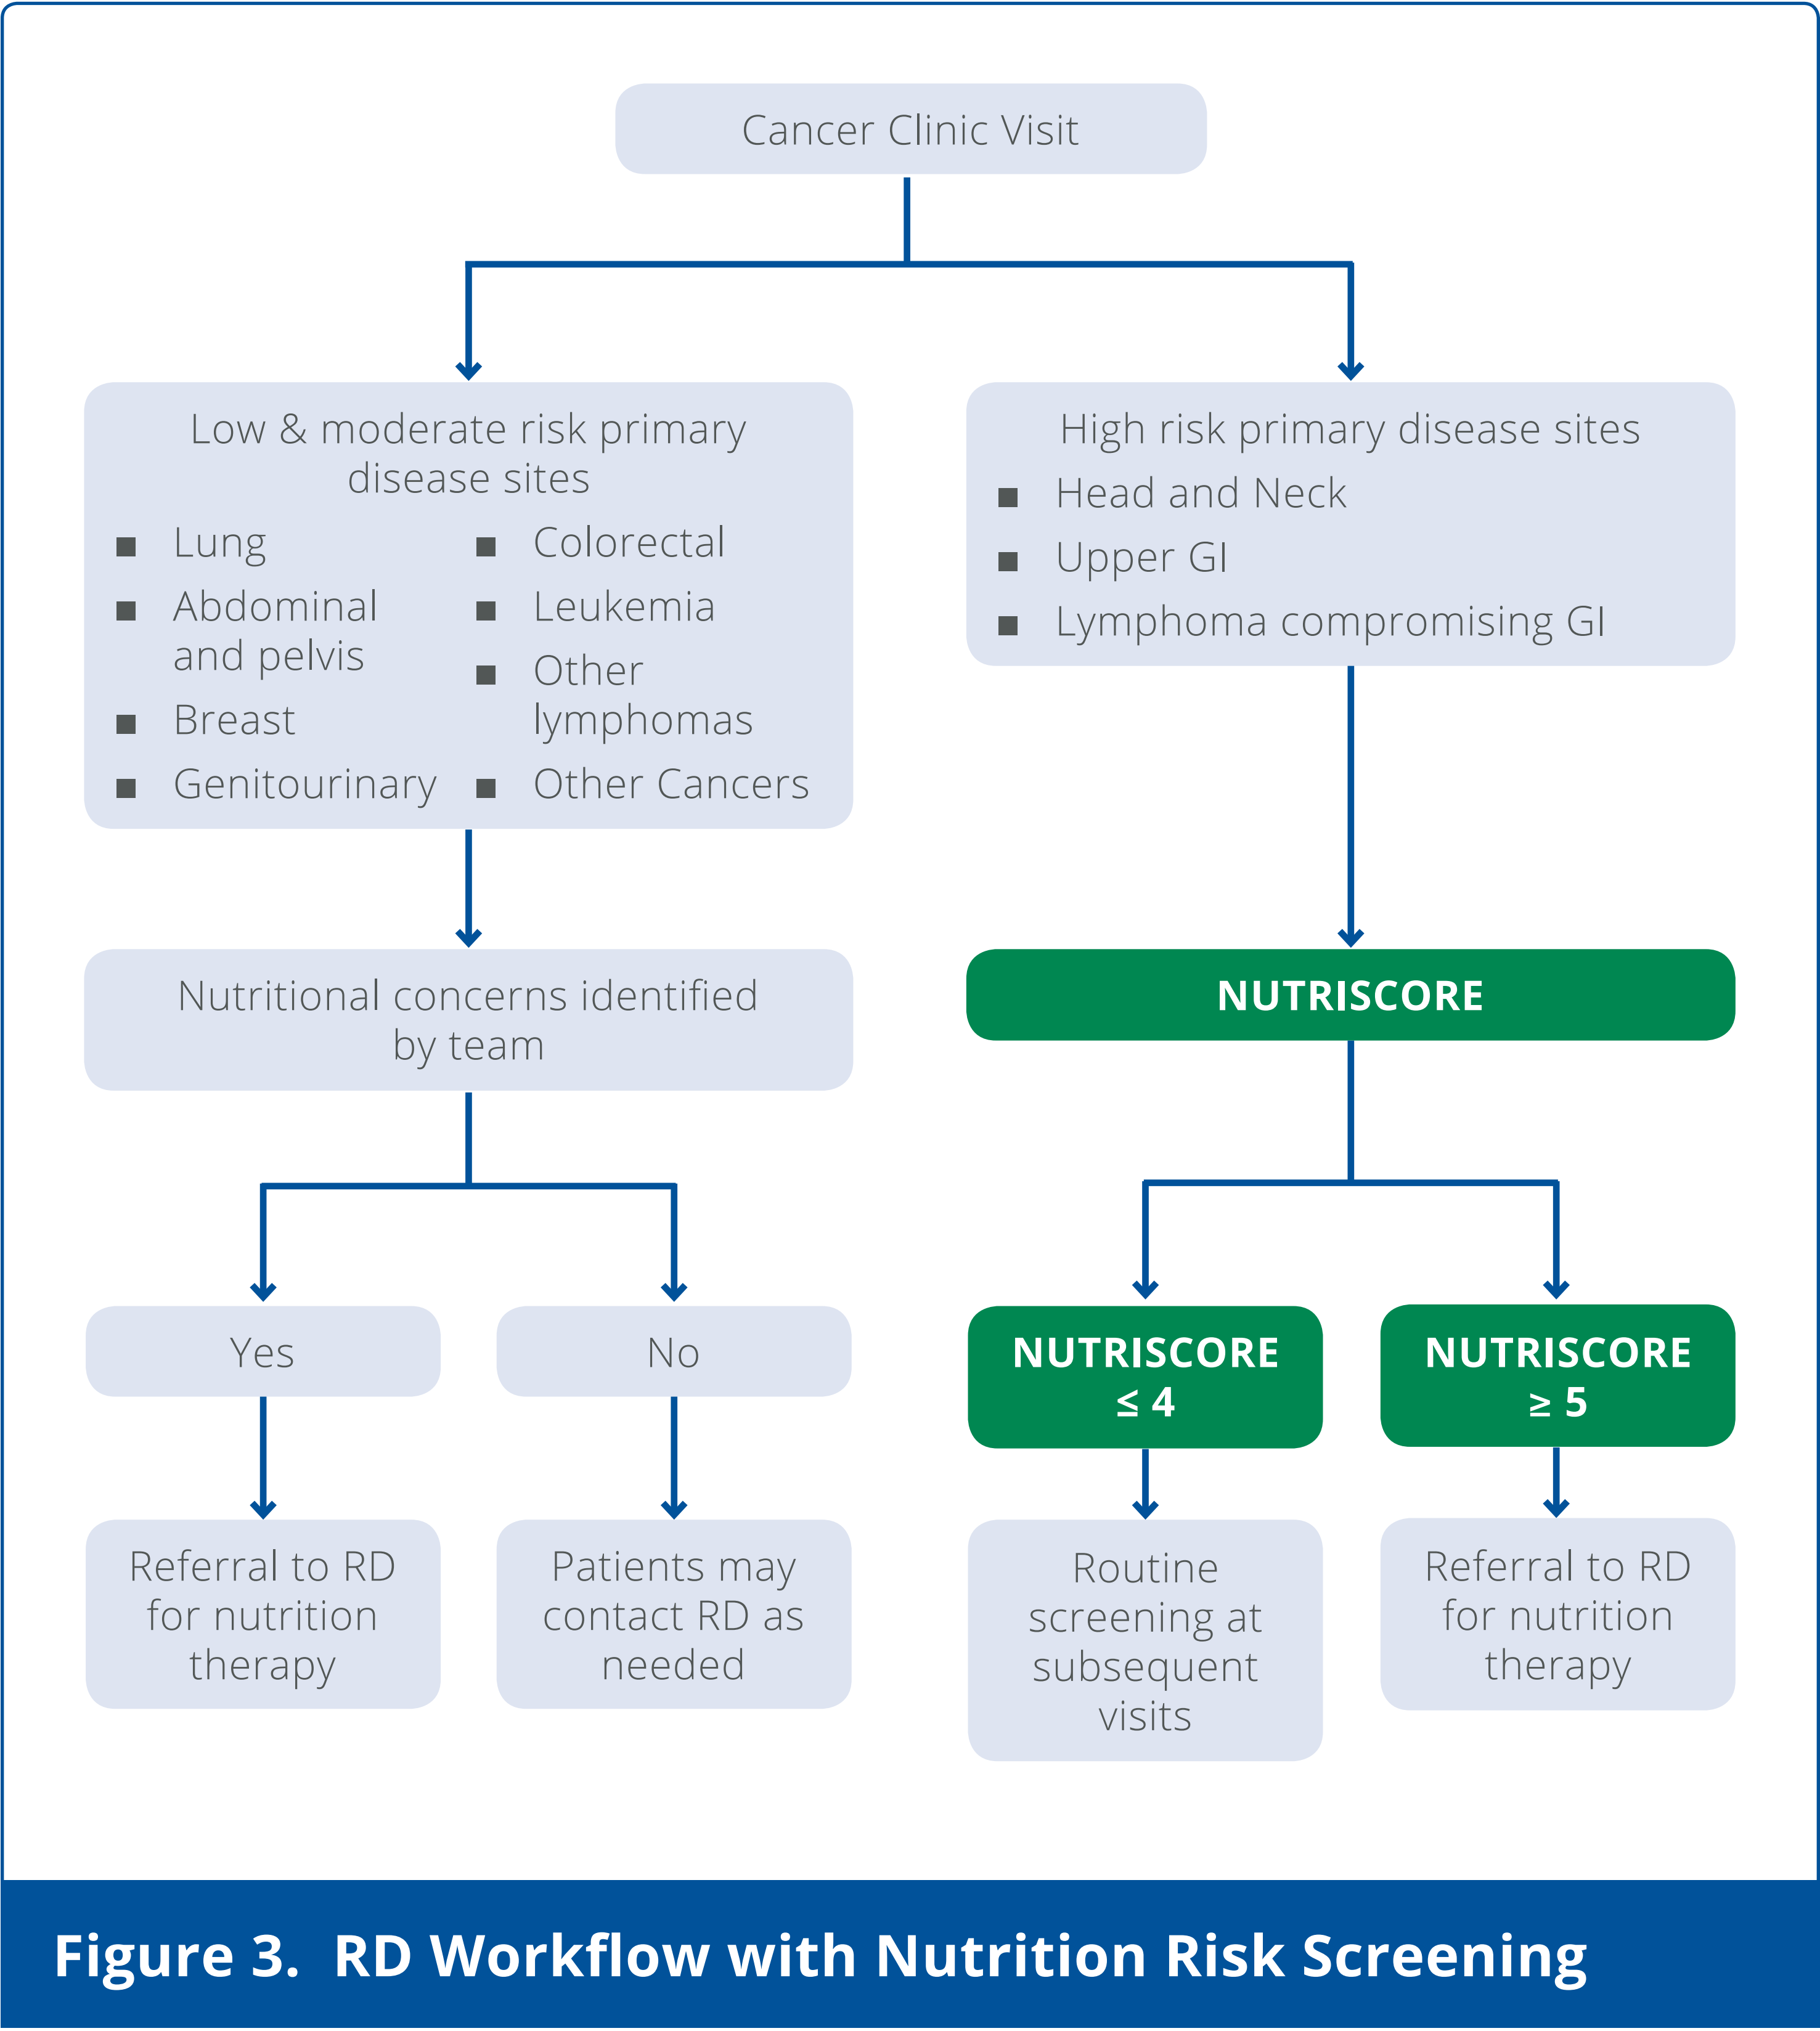 Cancer Clinic Visit
Low & moderate risk primary
disease sites
■ Lung
■ Abdominal
and pelvis
■ Breast
■ Genitourinary
■ Colorectal
■ Leukemia
■ Other
lymphomas
■ Other Cancers
High risk primary disease sites
■ Head and Neck
■ Upper GI
■ Lymphoma compromising GI
Nutritional concerns identified
by team
NUTRISCORE
Yes
No
NUTRISCORE
≤ 4
NUTRISCORE
≥ 5
Referral to RD
for nutrition
therapy
Patients may
contact RD as
needed
Routine
screening at
subsequent
visits
Referral to RD
for nutrition
therapy
Figure 3. RD Workflow with Nutrition Risk Screening